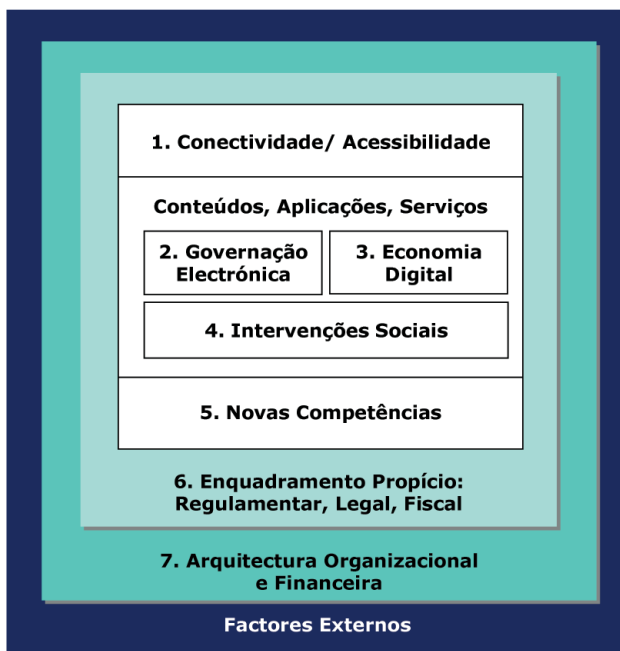 1. Conectividade/ Acessibilidade
Conteúdos, Aplicações, Serviços
2. Governação
Electrónica
3. Economia
Digital
4. Intervenções Sociais
5. Novas Competências
6. Enquadramento Propício:
Regulamentar, Legal, Fiscal
7. Arquitectura Organizacional
e Financeira
Factores Externos